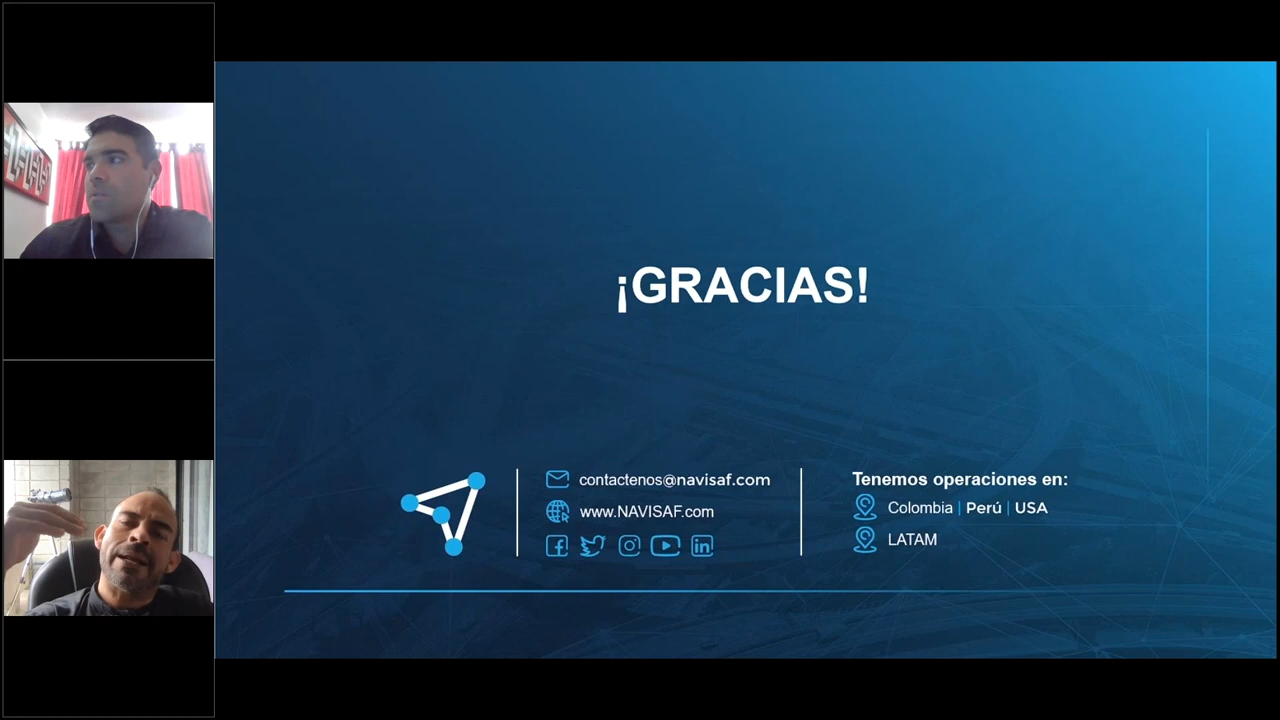 ¡GRACIAS!
contactenos@navisaf.com
www.NAVISAF.com
Tenemos operaciones en:
Colombia | Perú | USA
LATAM